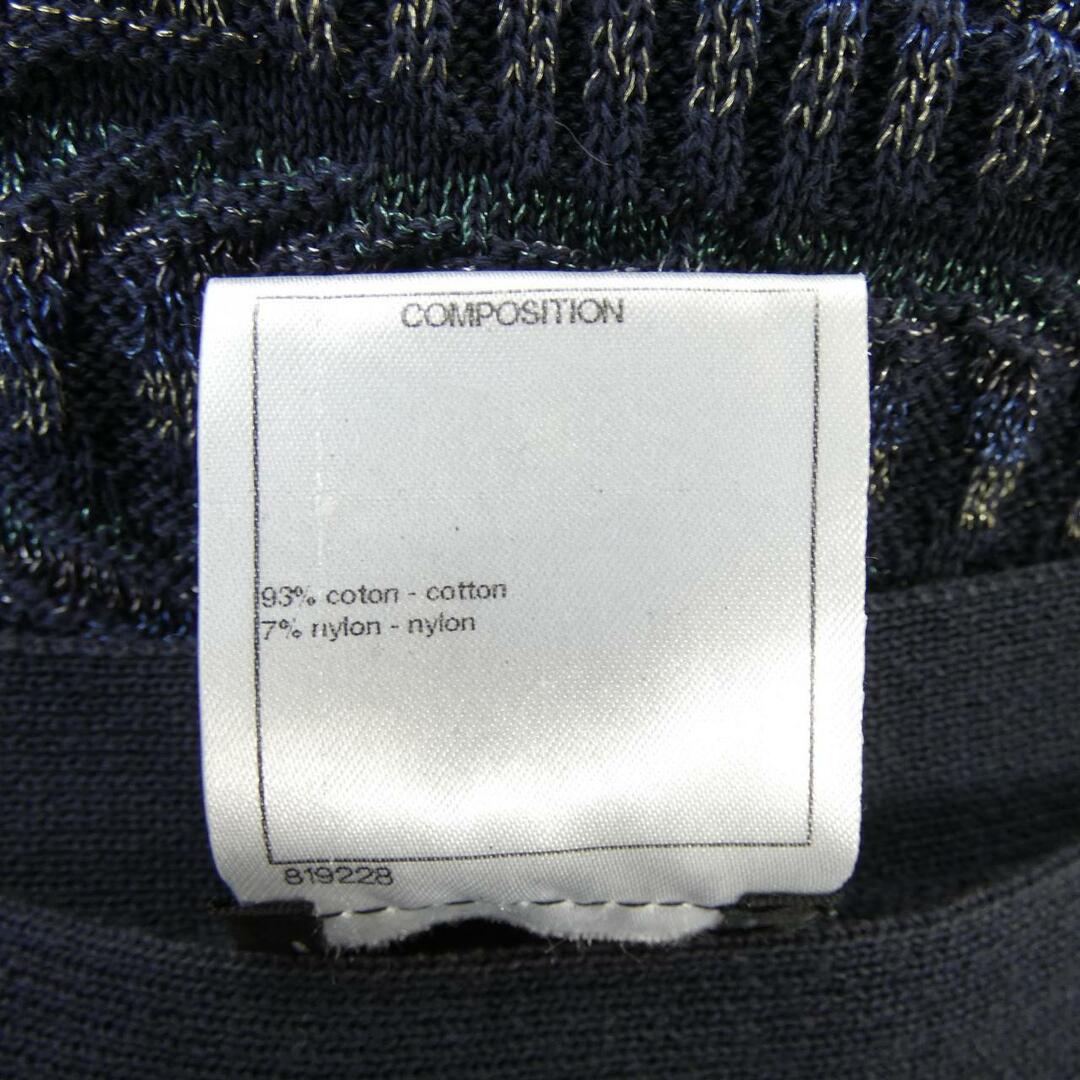 COMPOSITION
93% coton - cotton
7% nylon - nylon
819228